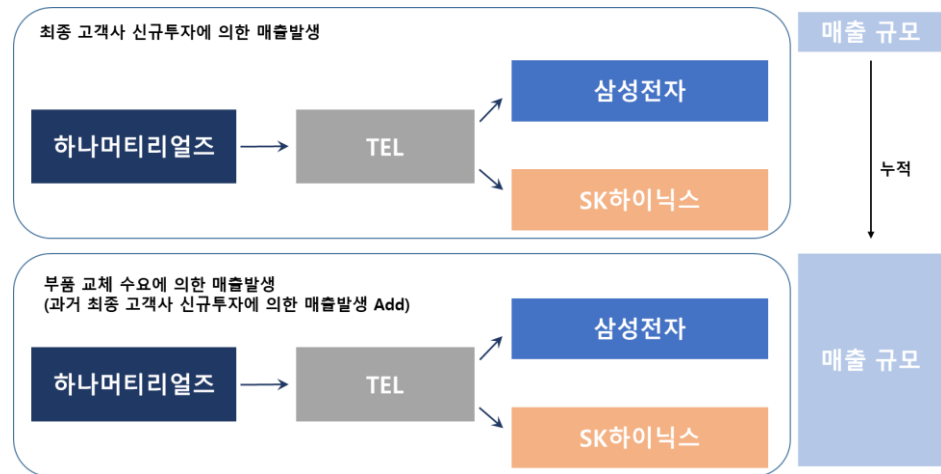 최종 고객사 신규투자에 의한 매출발생
매출 규모
삼성전자
하나머티리얼즈
TEL
SK하이닉스
누적
부품 교체 수요에 의한 매출발생
(과거 최종 고객사 신규투자에 의한 매출발생 Add)
삼성전자
하나머티리얼즈
TEL
매출 규모
SK하이닉스